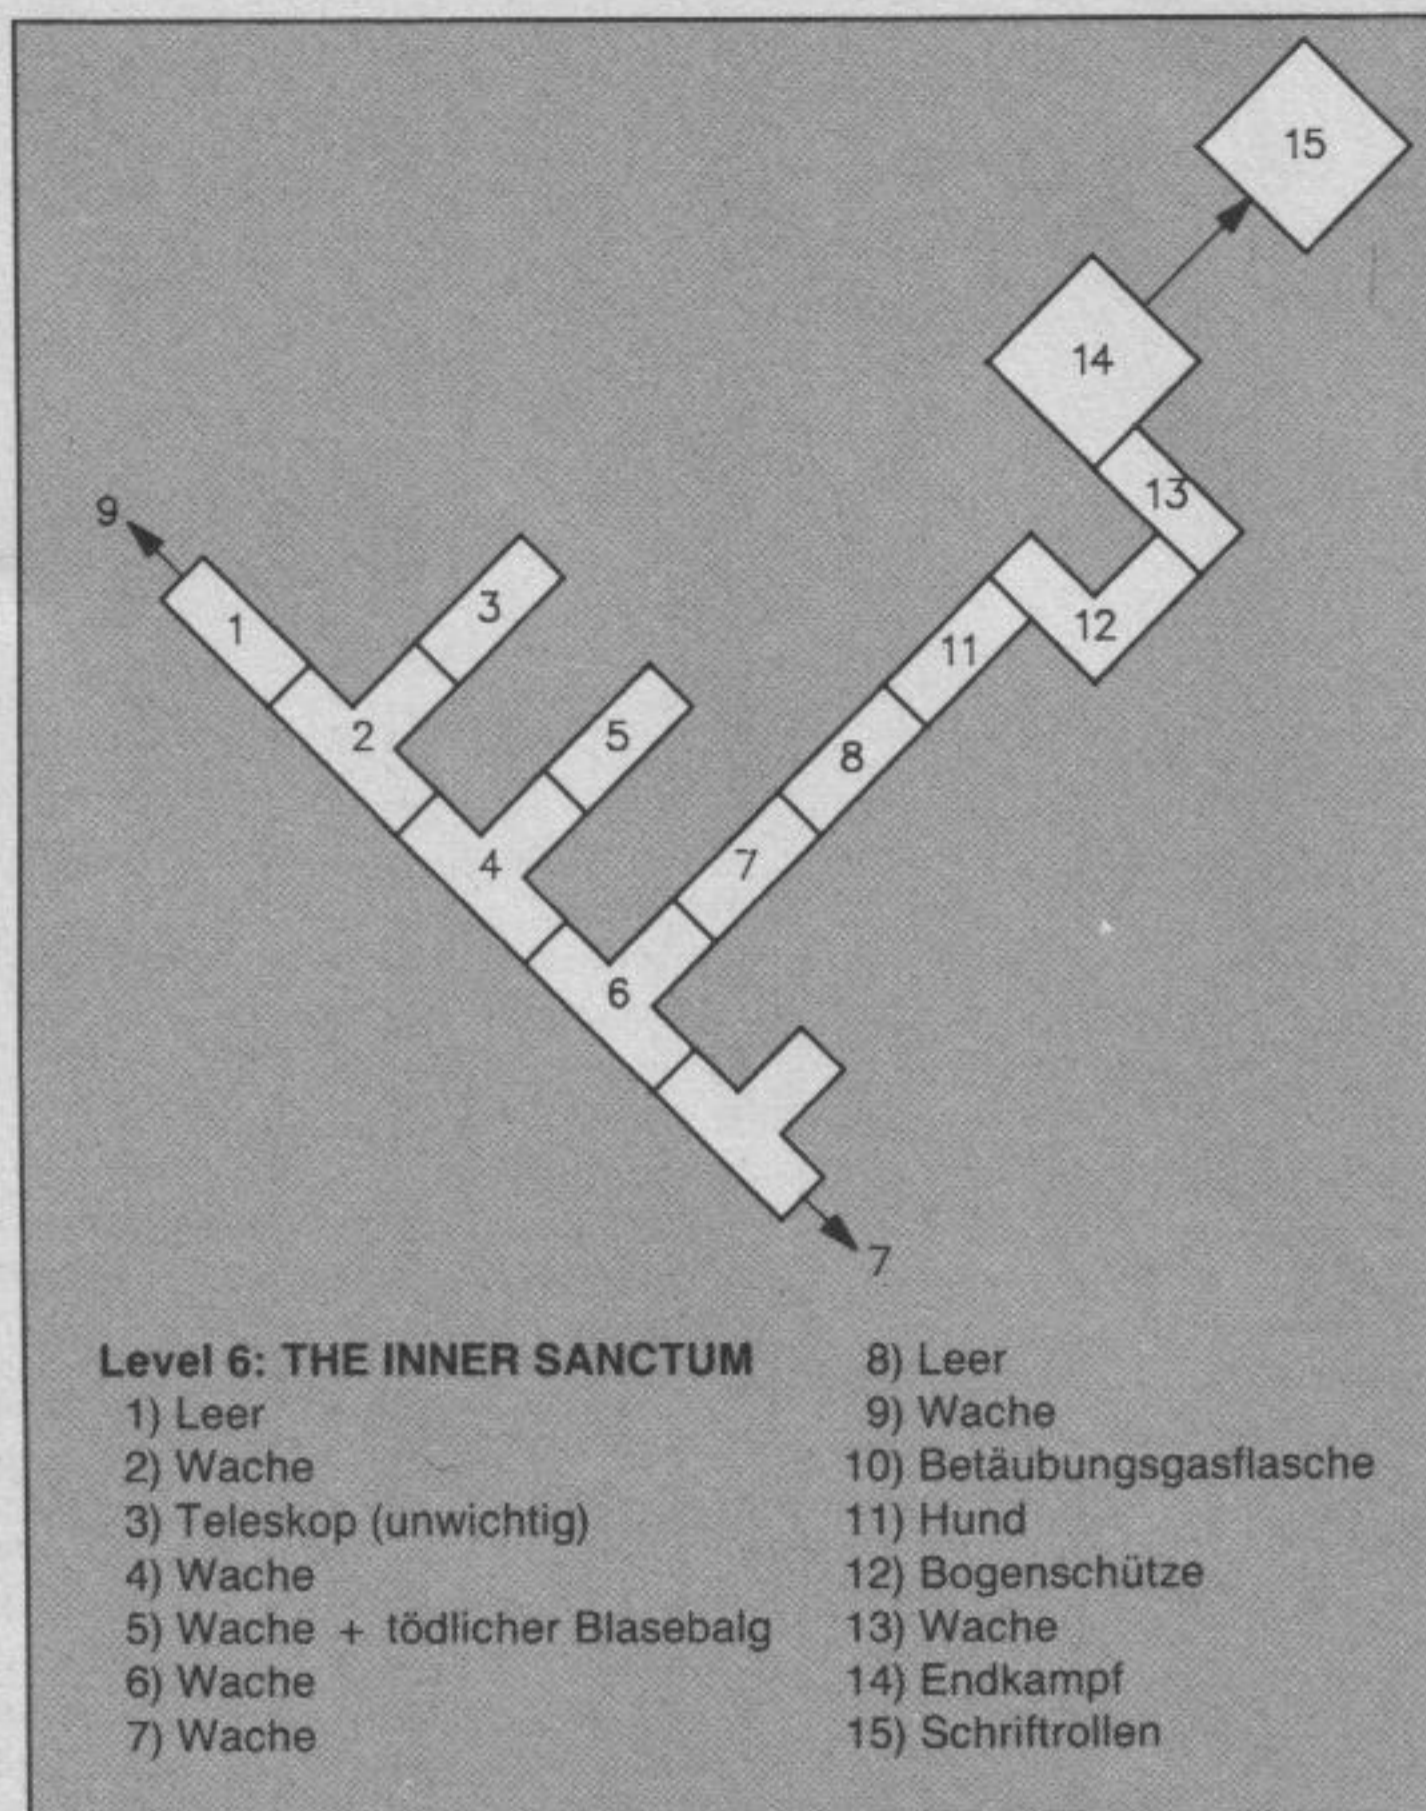 15
14
13
9
3
1
12
11
5
2
8
4
7
6
7
Level 6: THE INNER SANCTUM
1) Leer
2) Wache
3) Teleskop (unwichtig)
4) Wache
5) Wache + tödlicher Blasebalg
6) Wache
7) Wache
8) Leer
9) Wache
10) Betäubungsgasflasche
11) Hund
12) Bogenschütze
13) Wache
14) Endkampf
15) Schriftrollen